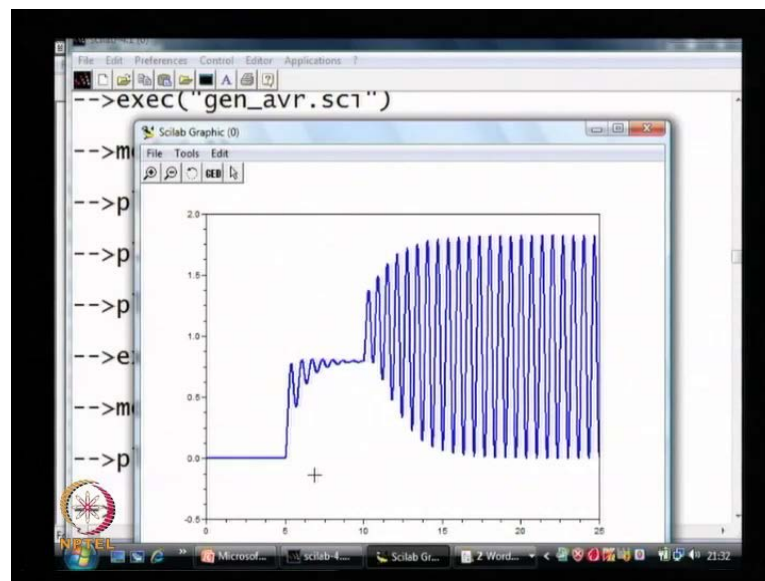 File Edit Preferences Control Editor Applications ?
-->exec("gen_avr.sci")
Scilab Graphic (0)
-->m
File Tools Edit
GED
-->p
-->p
-->p
-->e
-->m
-->p
2.0
1.5
1.0
0.5
0.0
-0.5
0
5
10
15
20
25
NPTEL
Microsof...
scilab-4....
Scilab Gr...
2 Word...
21:32